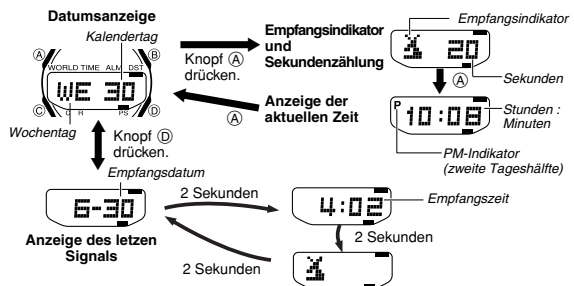 Datumsanzeige
Kalendertag
Ⓐ
Ⓑ
WORLD TIME ALM DST
WE 30
Ⓒ
Ⓓ
PS
Wochentag
Knopf Ⓐ
drücken.
Empfangsindikator
und
Sekundenzählung
Empfangsindikator
20
Sekunden
Ⓐ
Anzeige der
aktuellen Zeit
Ⓐ
P
10:08
Stunden :
Minuten
PM-Indikator
(zweite Tageshälfte)
Knopf Ⓓ
drücken.
Empfangsdatum
6-30
Anzeige des letzen
Signals
2 Sekunden
4:02
Empfangszeit
2 Sekunden
2 Sekunden